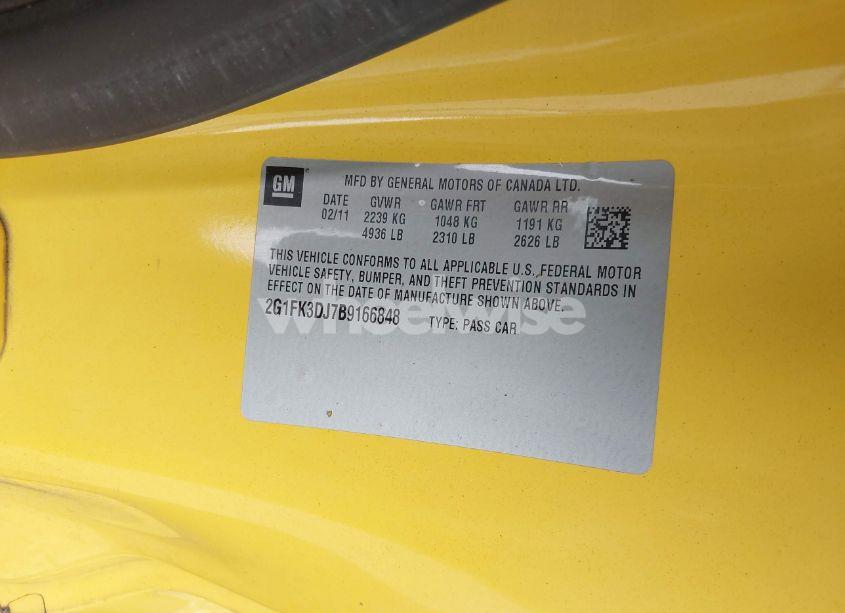 GM
MFD BY GENERAL MOTORS OF CANADA LTD.
DATE GVWR GAWR FRT GAWR RR
02/11 2239 KG 1048 KG 1191 KG
4936 LB 2310 LB 2626 LB
THIS VEHICLE CONFORMS TO ALL APPLICABLE U.S. FEDERAL MOTOR
VEHICLE SAFETY, BUMPER, AND THEFT PREVENTION STANDARDS IN
EFFECT ON THE DATE OF MANUFACTURE SHOWN ABOVE.
2G1FK3DJ7B9166848 TYPE: PASS CAR
wheelwise